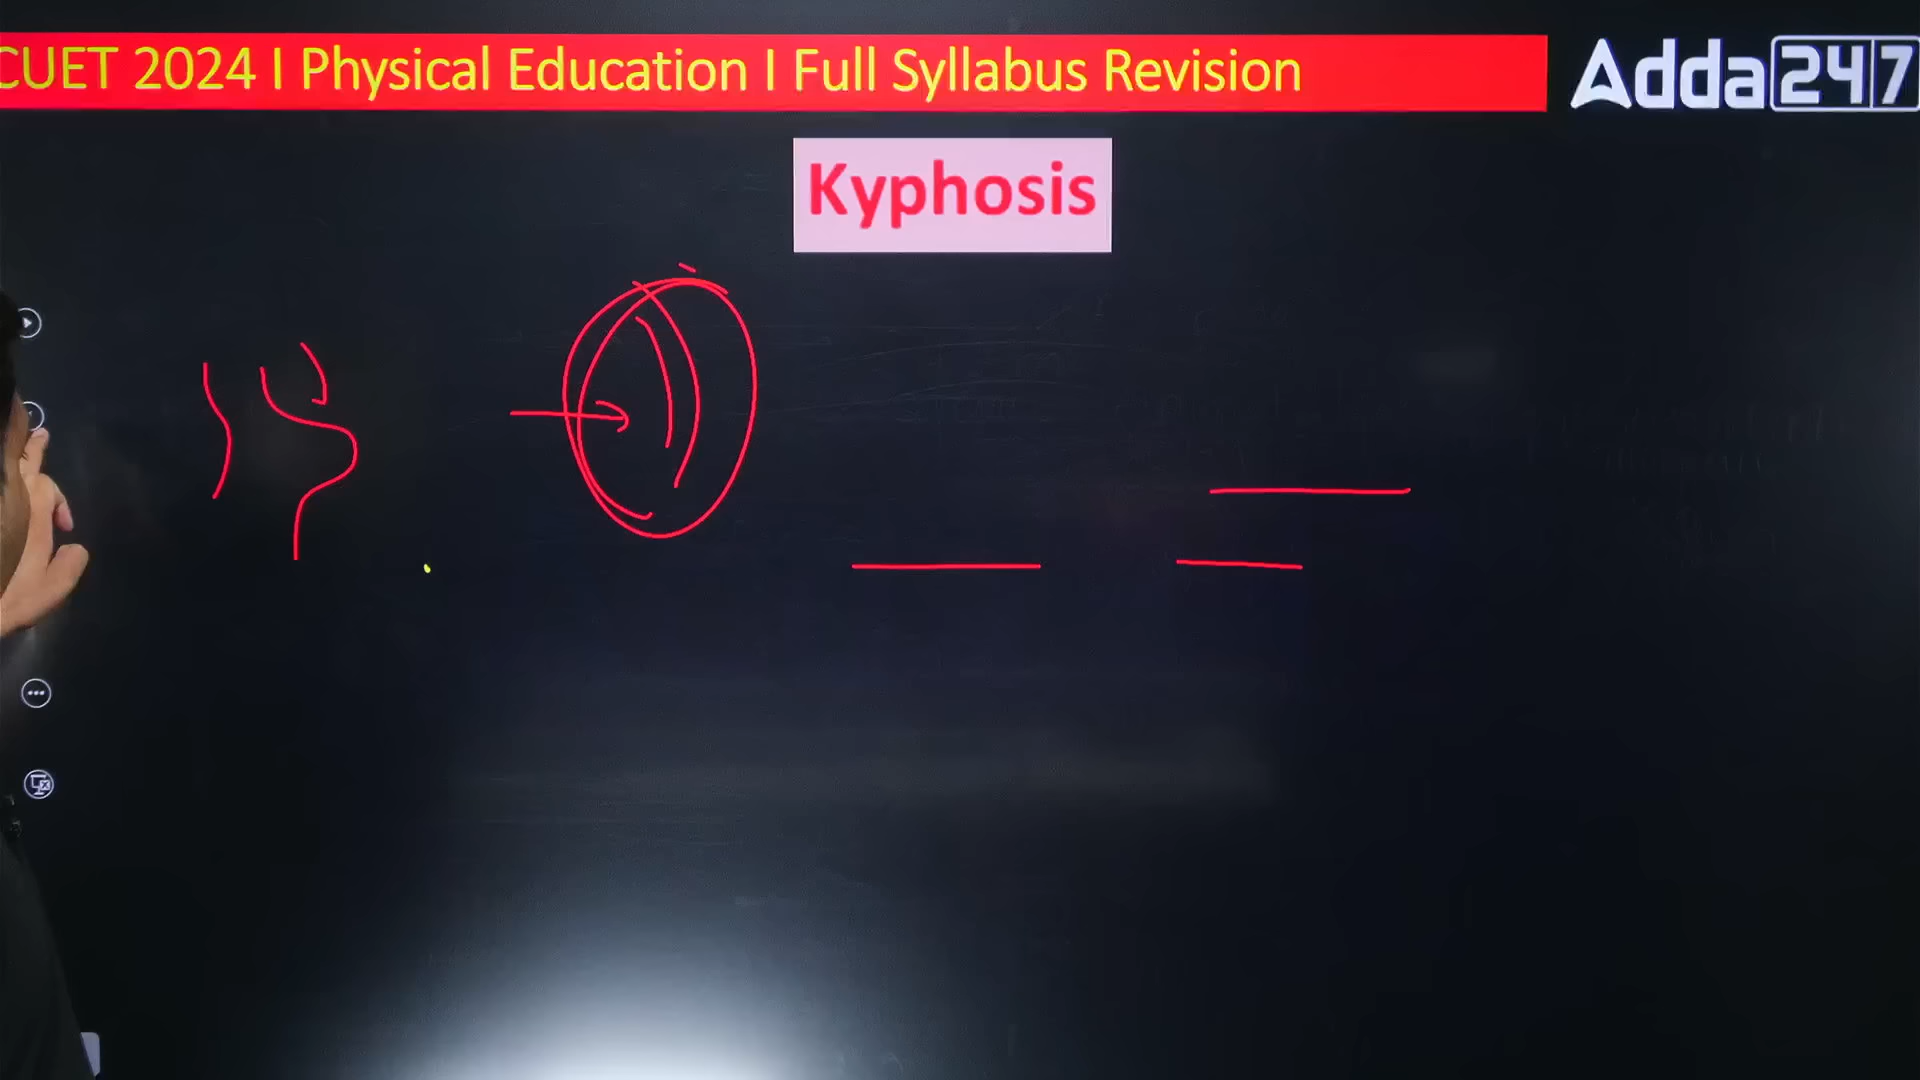 CUET 2024 I Physical Education I Full Syllabus Revision
Adda247
Kyphosis